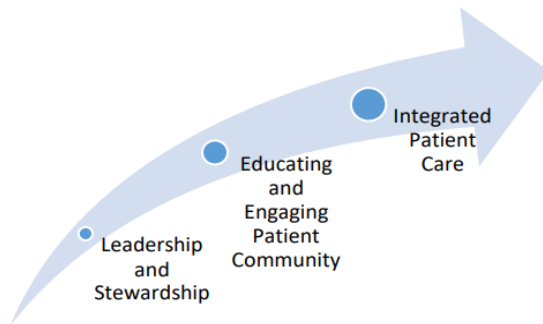 Leadership
and
Stewardship
Educating
and
Engaging
Patient
Community
Integrated
Patient
Care